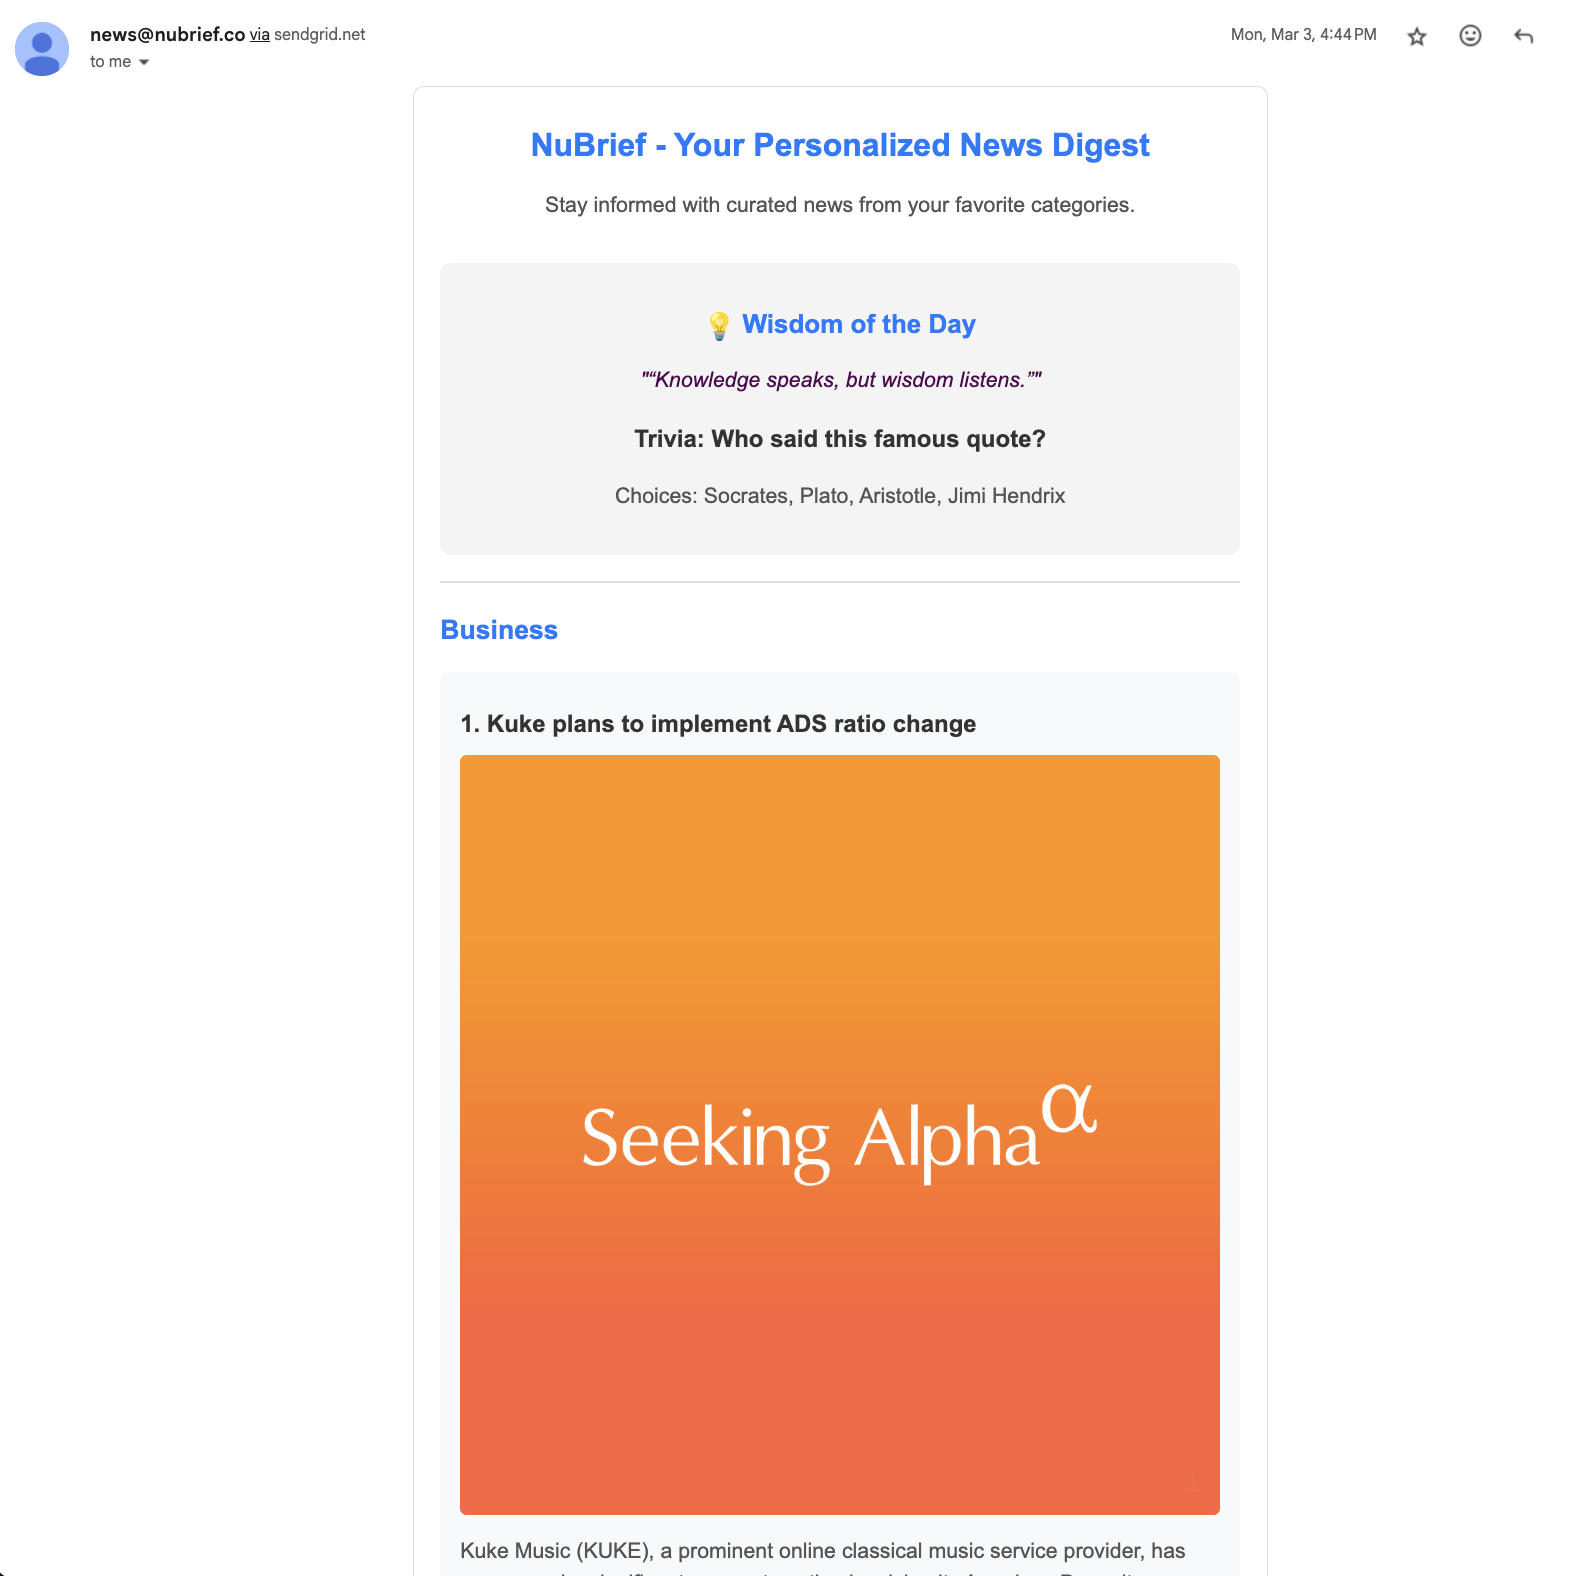 news@nubrief.co via sendgrid.net
Mon, Mar 3, 4:44 PM
to me
NuBrief - Your Personalized News Digest
Stay informed with curated news from your favorite categories.
💡 Wisdom of the Day
"“Knowledge speaks, but wisdom listens.”"
Trivia: Who said this famous quote?
Choices: Socrates, Plato, Aristotle, Jimi Hendrix
Business
1. Kuke plans to implement ADS ratio change
Seeking Alpha α
Kuke Music (KUKE), a prominent online classical music service provider, has